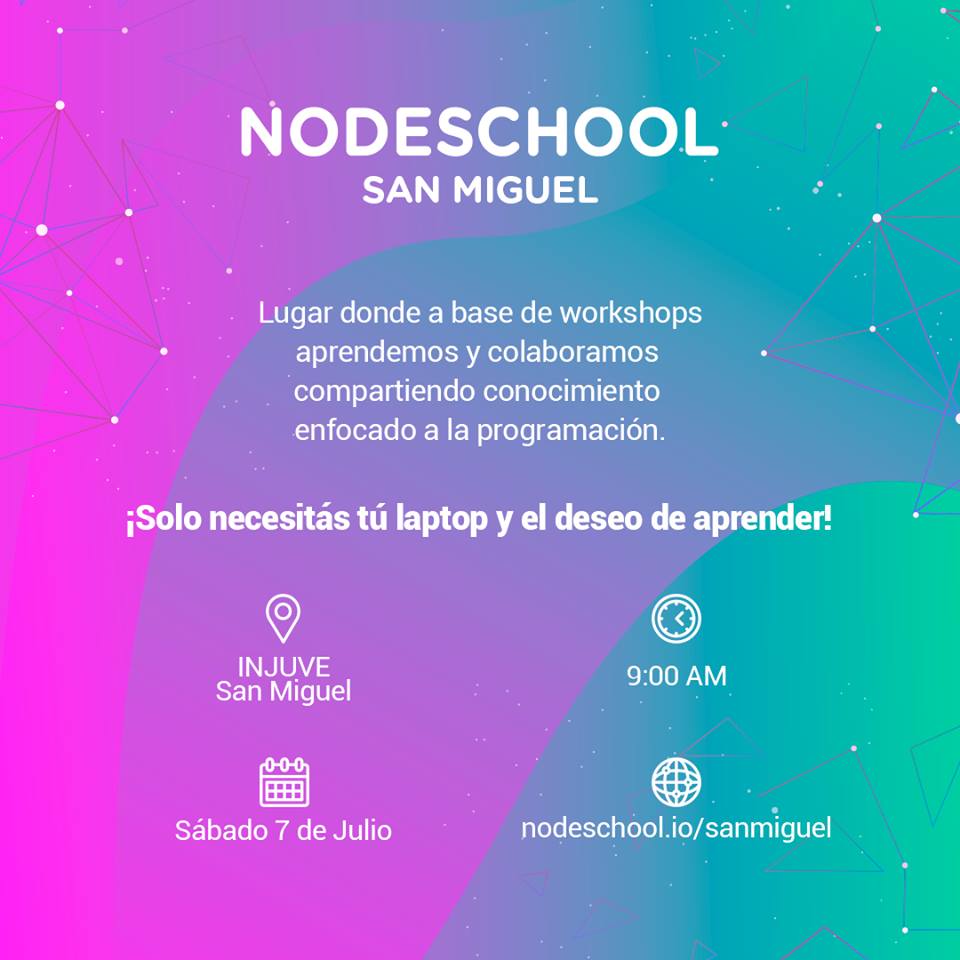 NODESCHOOL
SAN MIGUEL
Lugar donde a base de workshops
aprendemos y colaboramos
compartiendo conocimiento
enfocado a la programación.
¡Solo necesitás tú laptop y el deseo de aprender!
INJUVE
San Miguel
9:00 AM
Sábado 7 de Julio
nodeschool.io/sanmiguel